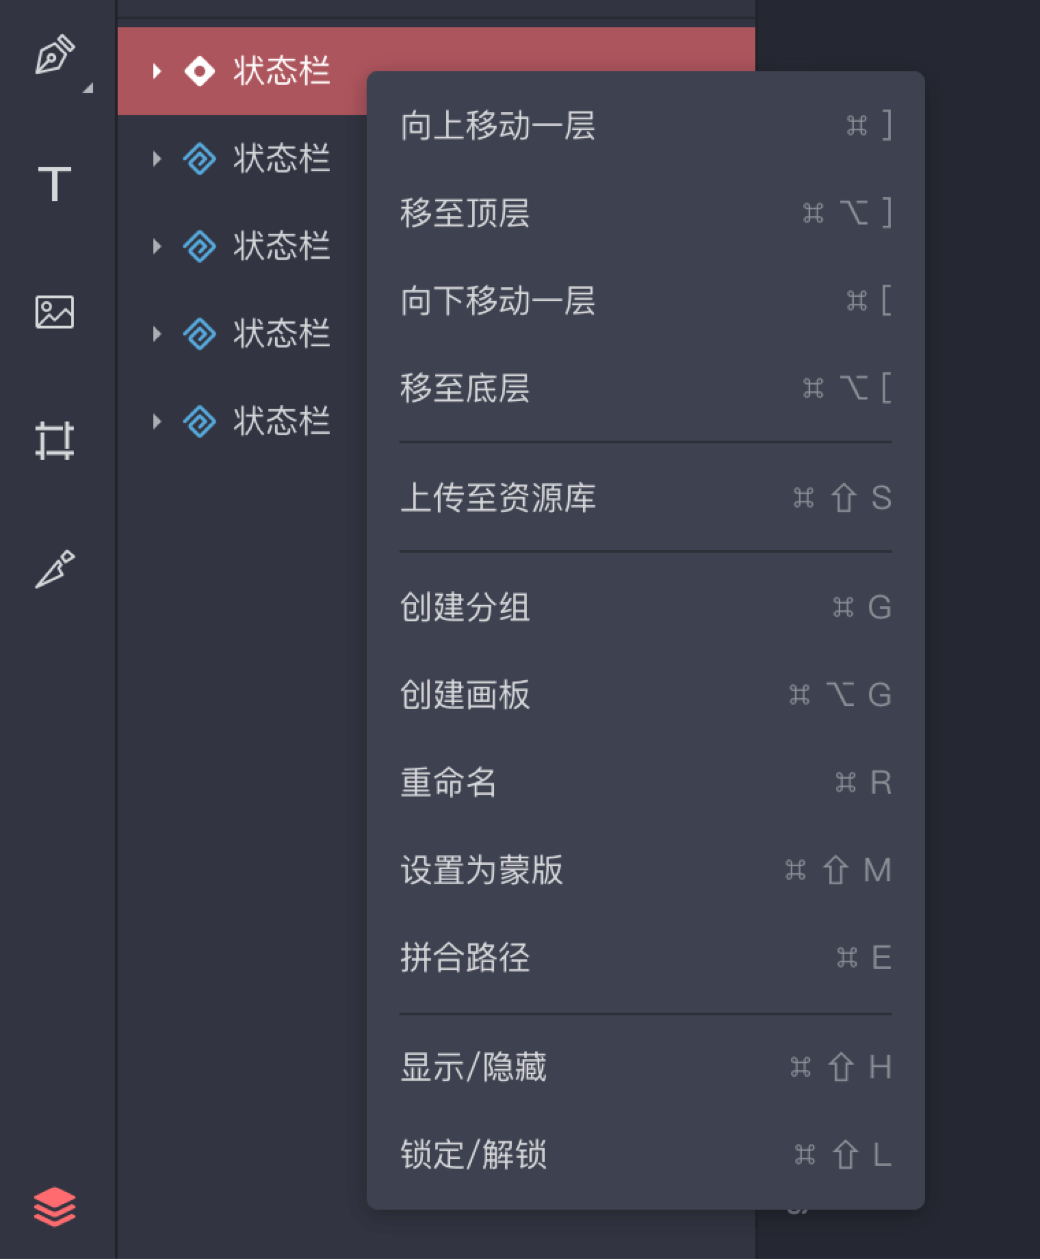 状态栏
状态栏
状态栏
状态栏
状态栏
向上移动一层 ⌘ ]
移至顶层 ⌘ ⌥ ]
向下移动一层 ⌘ [
移至底层 ⌘ ⌥ [
上传至资源库 ⌘ ⇧ S
创建分组 ⌘ G
创建画板 ⌘ ⌥ G
重命名 ⌘ R
设置为蒙版 ⌘ ⇧ M
拼合路径 ⌘ E
显示/隐藏 ⌘ ⇧ H
锁定/解锁 ⌘ ⇧ L